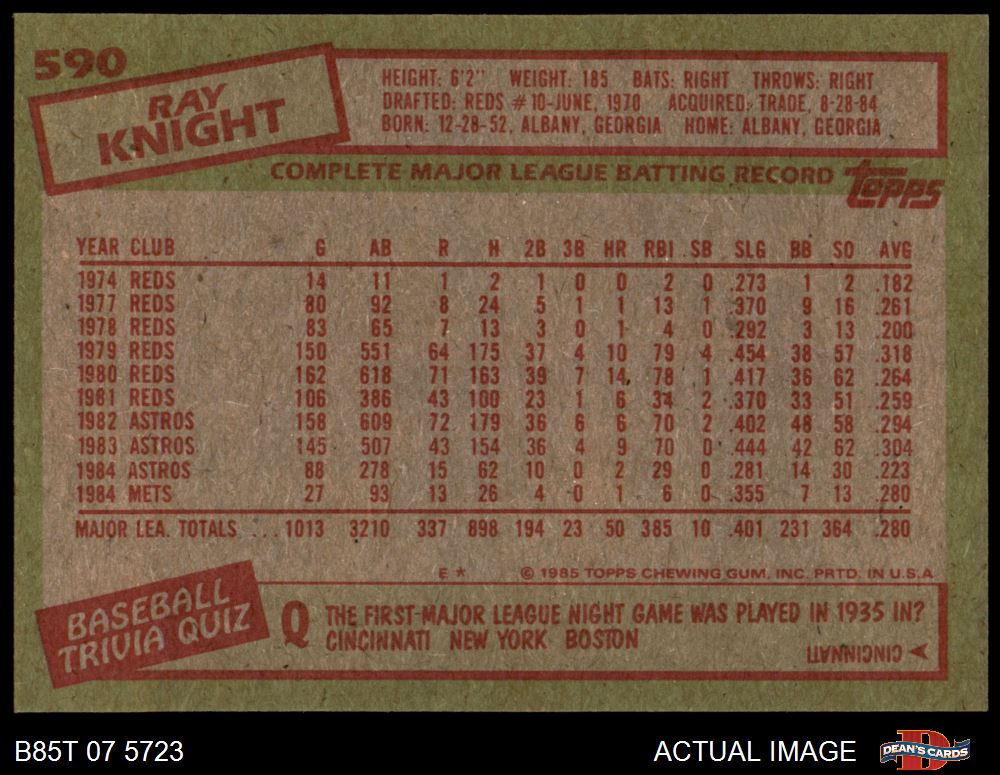 590
RAY
KNIGHT
HEIGHT: 6'2" WEIGHT: 185 BATS: RIGHT THROWS: RIGHT
DRAFTED: REDS #10-JUNE, 1970 ACQUIRED: TRADE, 8-28-84
BORN: 12-28-52, ALBANY, GEORGIA HOME: ALBANY, GEORGIA
COMPLETE MAJOR LEAGUE BATTING RECORD
TOPPS
YEAR CLUB G AB R H 2B 3B HR RBI SB SLG BB SO AVG
1974 REDS 14 11 1 2 1 0 0 2 0 .273 1 2 .182
1977 REDS 80 92 8 24 5 1 1 13 1 .370 9 16 .261
1978 REDS 83 65 7 13 3 0 1 4 0 .292 3 13 .200
1979 REDS 150 551 64 175 37 4 10 79 4 .454 38 57 .318
1980 REDS 162 618 71 163 39 7 14 78 1 .417 36 62 .264
1981 REDS 106 386 43 100 23 1 6 34 2 .370 33 51 .259
1982 ASTROS 158 609 72 179 36 6 6 70 2 .402 48 58 .294
1983 ASTROS 145 507 43 154 36 4 9 70 0 .444 42 62 .304
1984 ASTROS 88 278 15 62 10 0 2 29 0 .281 14 30 .223
1984 METS 27 93 13 26 4 0 1 6 0 .355 7 13 .280
MAJOR LEA. TOTALS ... 1013 3210 337 898 194 23 50 385 10 .401 231 364 .280
E * © 1985 TOPPS CHEWING GUM, INC. PRTD. IN U.S.A
BASEBALL
TRIVIA QUIZ
Q THE FIRST MAJOR LEAGUE NIGHT GAME WAS PLAYED IN 1935 IN?
CINCINNATI NEW YORK BOSTON
CINCINNATI
B85T 07 5723
ACTUAL IMAGE
D
DEAN'S CARDS